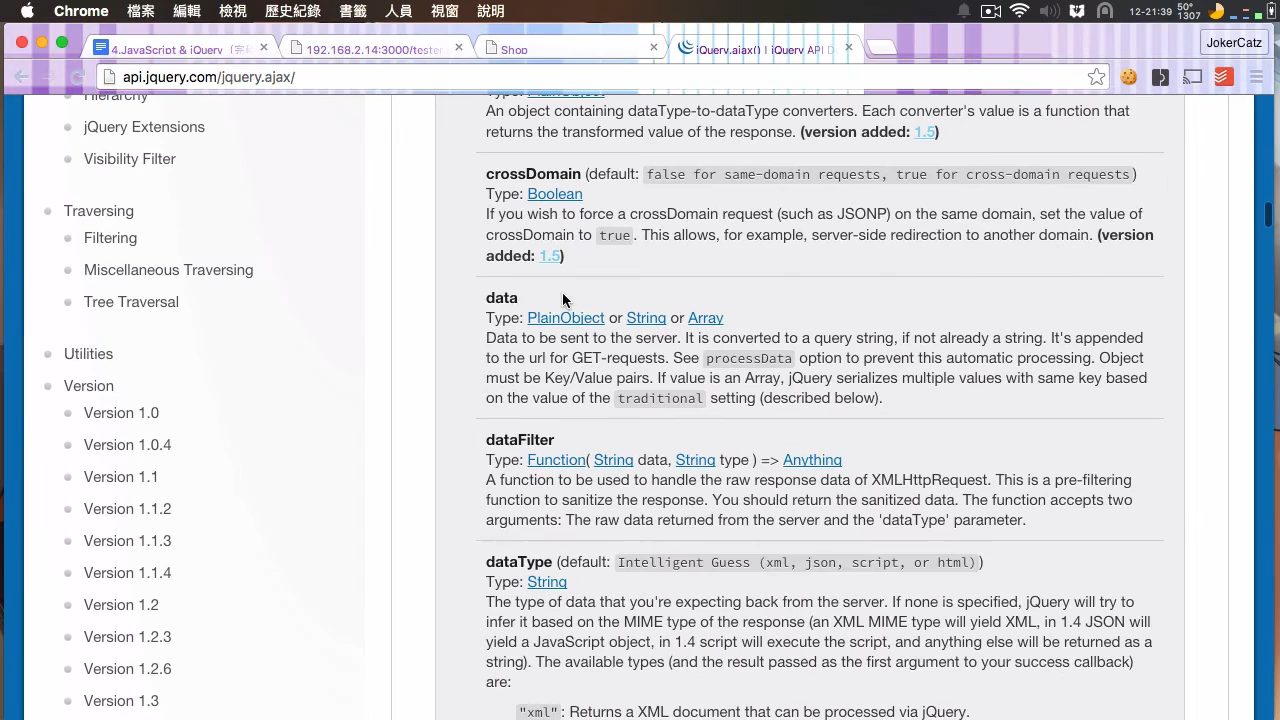 Chrome 檔案 編輯 檢視畫面 歷史紀錄 書籤 人員 視窗 說明
12:21:39
50°
1307
4.JavaScript & jQuery
192.168.2.14:3000/tester
Shop
jQuery.ajax() | jQuery API D
JokerCatz
api.jquery.com/jquery.ajax/
Hierarchy
jQuery Extensions
Visibility Filter
Traversing
Filtering
Miscellaneous Traversing
Tree Traversal
Utilities
Version
Version 1.0
Version 1.0.4
Version 1.1
Version 1.1.2
Version 1.1.3
Version 1.1.4
Version 1.2
Version 1.2.3
Version 1.2.6
Version 1.3
Type: PlainObject
An object containing dataType-to-dataType converters. Each converter's value is a function that
returns the transformed value of the response. (version added: 1.5)
crossDomain (default: false for same-domain requests, true for cross-domain requests)
Type: Boolean
If you wish to force a crossDomain request (such as JSONP) on the same domain, set the value of
crossDomain to true. This allows, for example, server-side redirection to another domain. (version
added: 1.5)
data
Type: PlainObject or String or Array
Data to be sent to the server. It is converted to a query string, if not already a string. It's appended
to the url for GET-requests. See processData option to prevent this automatic processing. Object
must be Key/Value pairs. If value is an Array, jQuery serializes multiple values with same key based
on the value of the traditional setting (described below).
dataFilter
Type: Function( String data, String type ) => Anything
A function to be used to handle the raw response data of XMLHttpRequest. This is a pre-filtering
function to sanitize the response. You should return the sanitized data. The function accepts two
arguments: The raw data returned from the server and the 'dataType' parameter.
dataType (default: Intelligent Guess (xml, json, script, or html))
Type: String
The type of data that you're expecting back from the server. If none is specified, jQuery will try to
infer it based on the MIME type of the response (an XML MIME type will yield XML, in 1.4 JSON will
yield a JavaScript object, in 1.4 script will execute the script, and anything else will be returned as a
string). The available types (and the result passed as the first argument to your success callback)
are:
"xml": Returns a XML document that can be processed via jQuery.